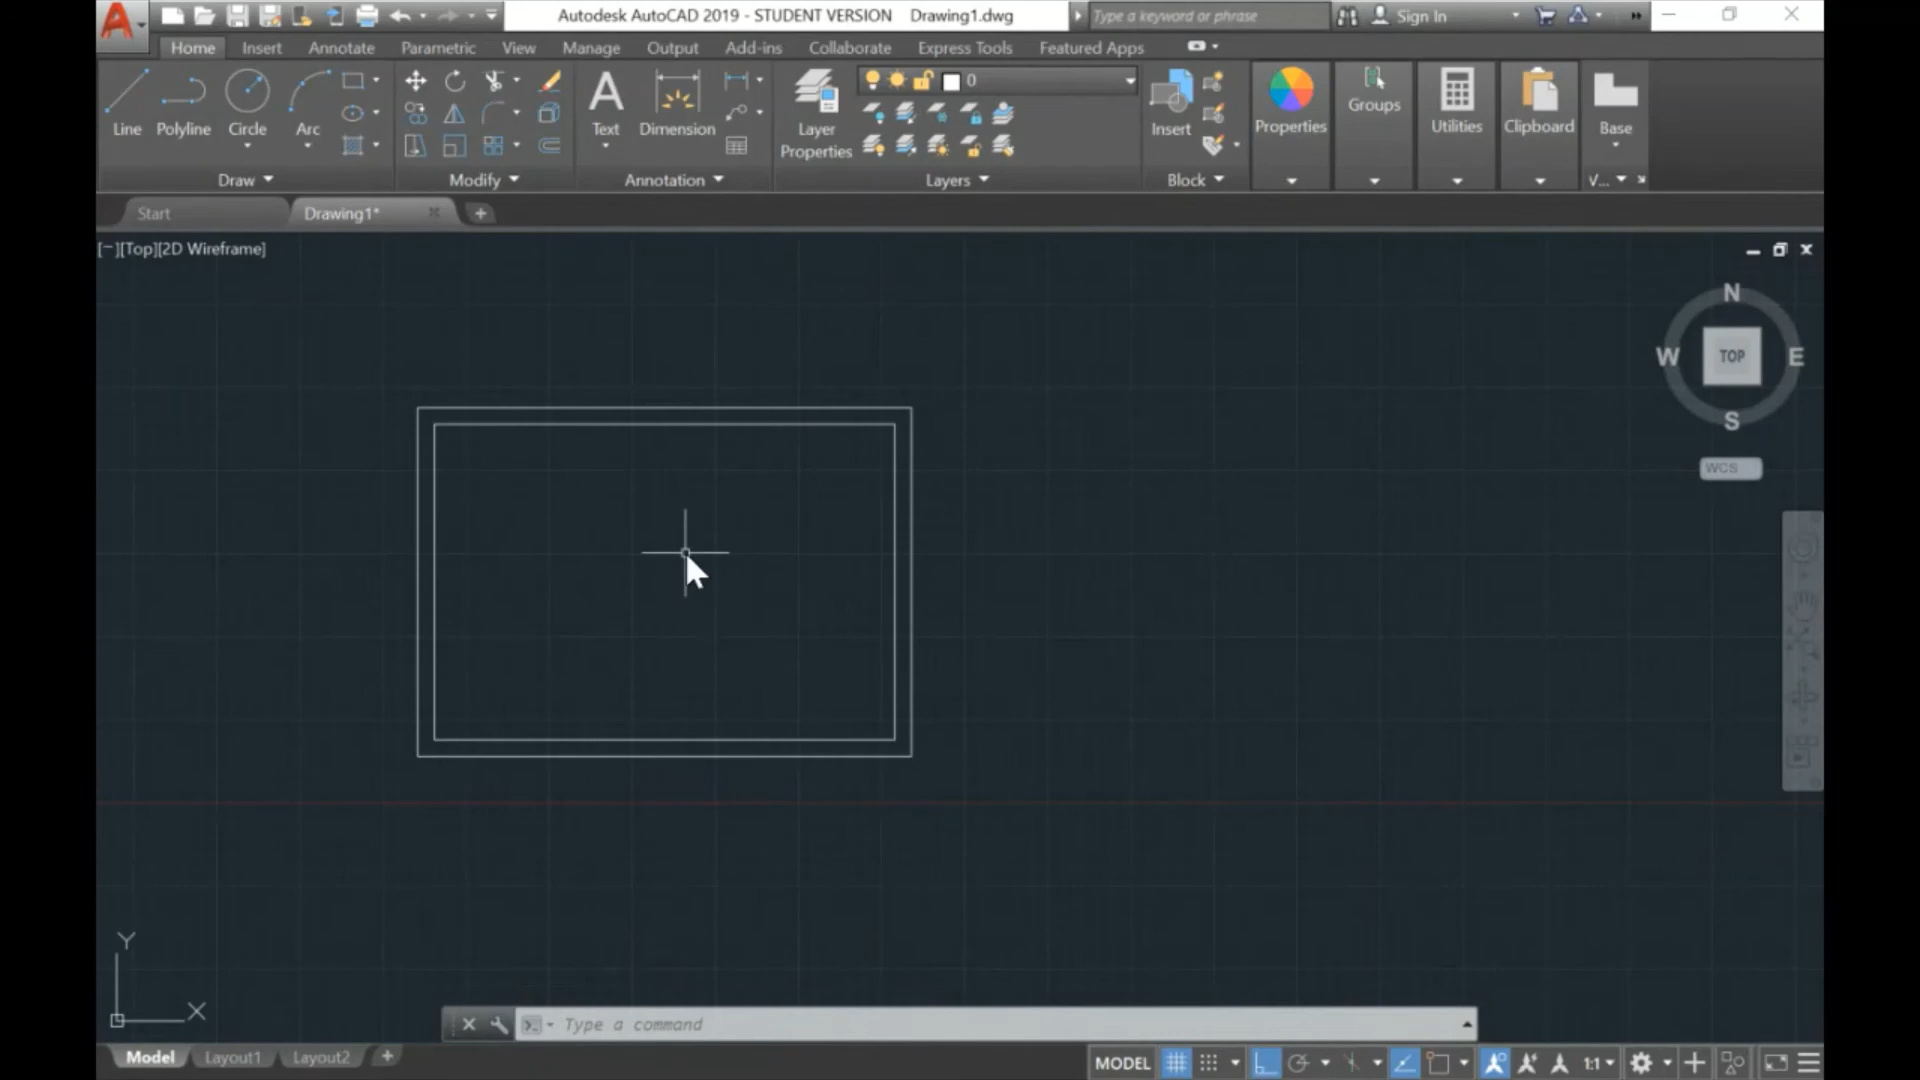 Autodesk AutoCAD 2019 - STUDENT VERSION Drawing1.dwg
Type a keyword or phrase
Sign In
Home Insert Annotate Parametric View Manage Output Add-ins Collaborate Express Tools Featured Apps
0
Line Polyline Circle Arc
Text Dimension
Layer Properties
Insert
Properties Groups Utilities Clipboard Base
Draw Modify Annotation Layers Block V...
Start Drawing1*
[−][Top][2D Wireframe]
N
W TOP E
S
WCS
Y
X
Type a command
Model Layout1 Layout2
MODEL 1:1